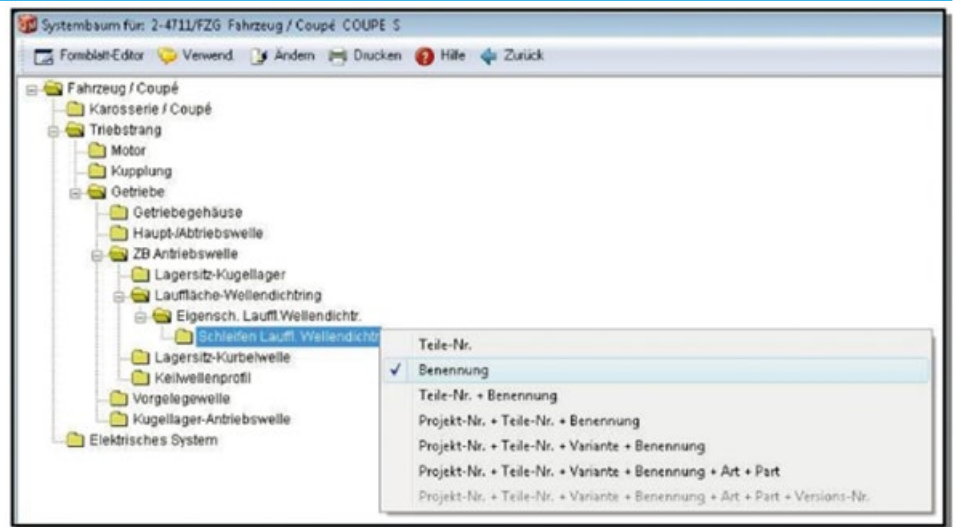 Systembaum für: 2-4711/FZG Fahrzeug / Coupé COUPE S
Formblatt-Editor Verwend. Ändern Drucken Hilfe Zurück
Fahrzeug / Coupé
Karosserie / Coupé
Triebstrang
Motor
Kupplung
Getriebe
Getriebegehäuse
Haupt-/Abtriebswelle
ZB Antriebswelle
Lagersitz-Kugellager
Lauffläche-Wellendichtring
Eigensch. Lauffl.Wellendichtr.
Schleifen Lauffl. Wellendichtr
Lagersitz-Kurbelwelle
Keilwellenprofil
Vorgelegewelle
Kugellager-Antriebswelle
Elektrisches System
Teile-Nr.
Benennung
Teile-Nr. + Benennung
Projekt-Nr. + Teile-Nr. + Benennung
Projekt-Nr. + Teile-Nr. + Variante + Benennung
Projekt-Nr. + Teile-Nr. + Variante + Benennung + Art + Part
Projekt-Nr. + Teile-Nr. + Variante + Benennung + Art + Part + Versions-Nr.